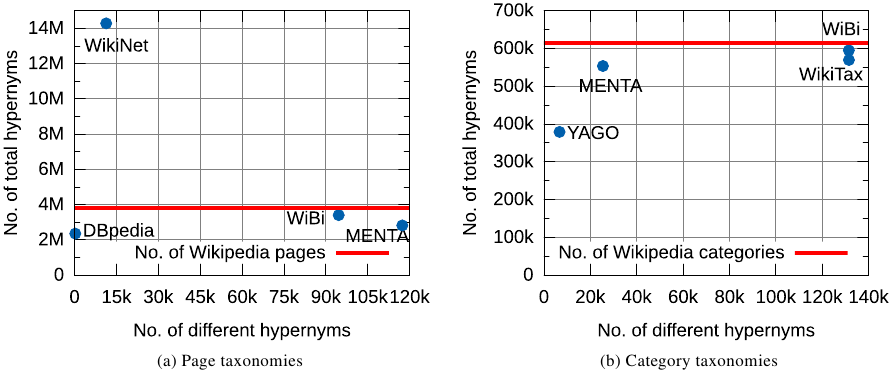 No. of total hypernyms
14M
12M
10M
8M
6M
4M
2M
0
WikiNet
DBpedia
WiBi
MENTA
No. of Wikipedia pages
0 15k 30k 45k 60k 75k 90k 105k 120k
No. of different hypernyms
(a) Page taxonomies
No. of total hypernyms
700k
600k
500k
400k
300k
200k
100k
0
WiBi
WikiTax
MENTA
YAGO
No. of Wikipedia categories
0 20k 40k 60k 80k 100k 120k 140k
No. of different hypernyms
(b) Category taxonomies